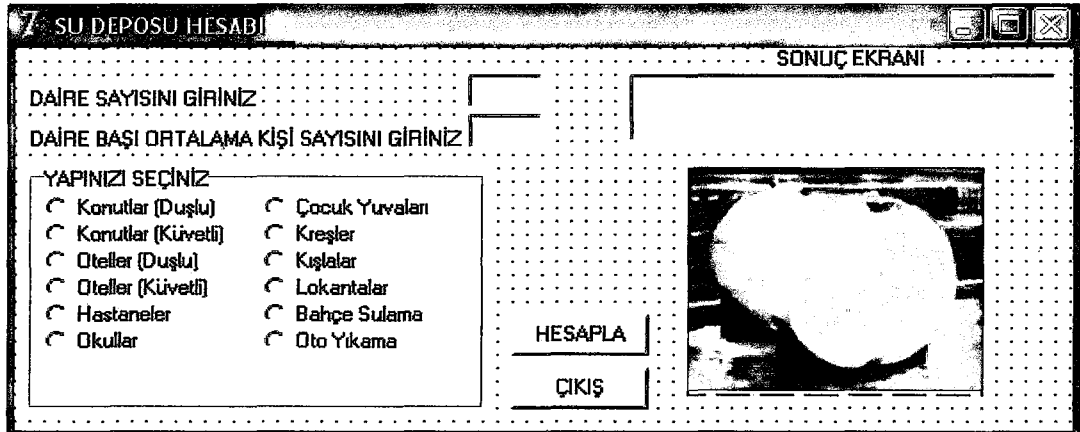 SU DEPOSU HESABI
SONUÇ EKRANI
DAİRE SAYISINI GİRİNİZ
DAİRE BAŞI ORTALAMA KİŞİ SAYISINI GİRİNİZ
YAPINIZI SEÇİNİZ
Konutlar (Duşlu)
Konutlar (Küvetli)
Oteller (Duşlu)
Oteller (Küvetli)
Hastaneler
Okullar
Çocuk Yuvaları
Kreşler
Kışlalar
Lokantalar
Bahçe Sulama
Oto Yıkama
HESAPLA
ÇIKIŞ